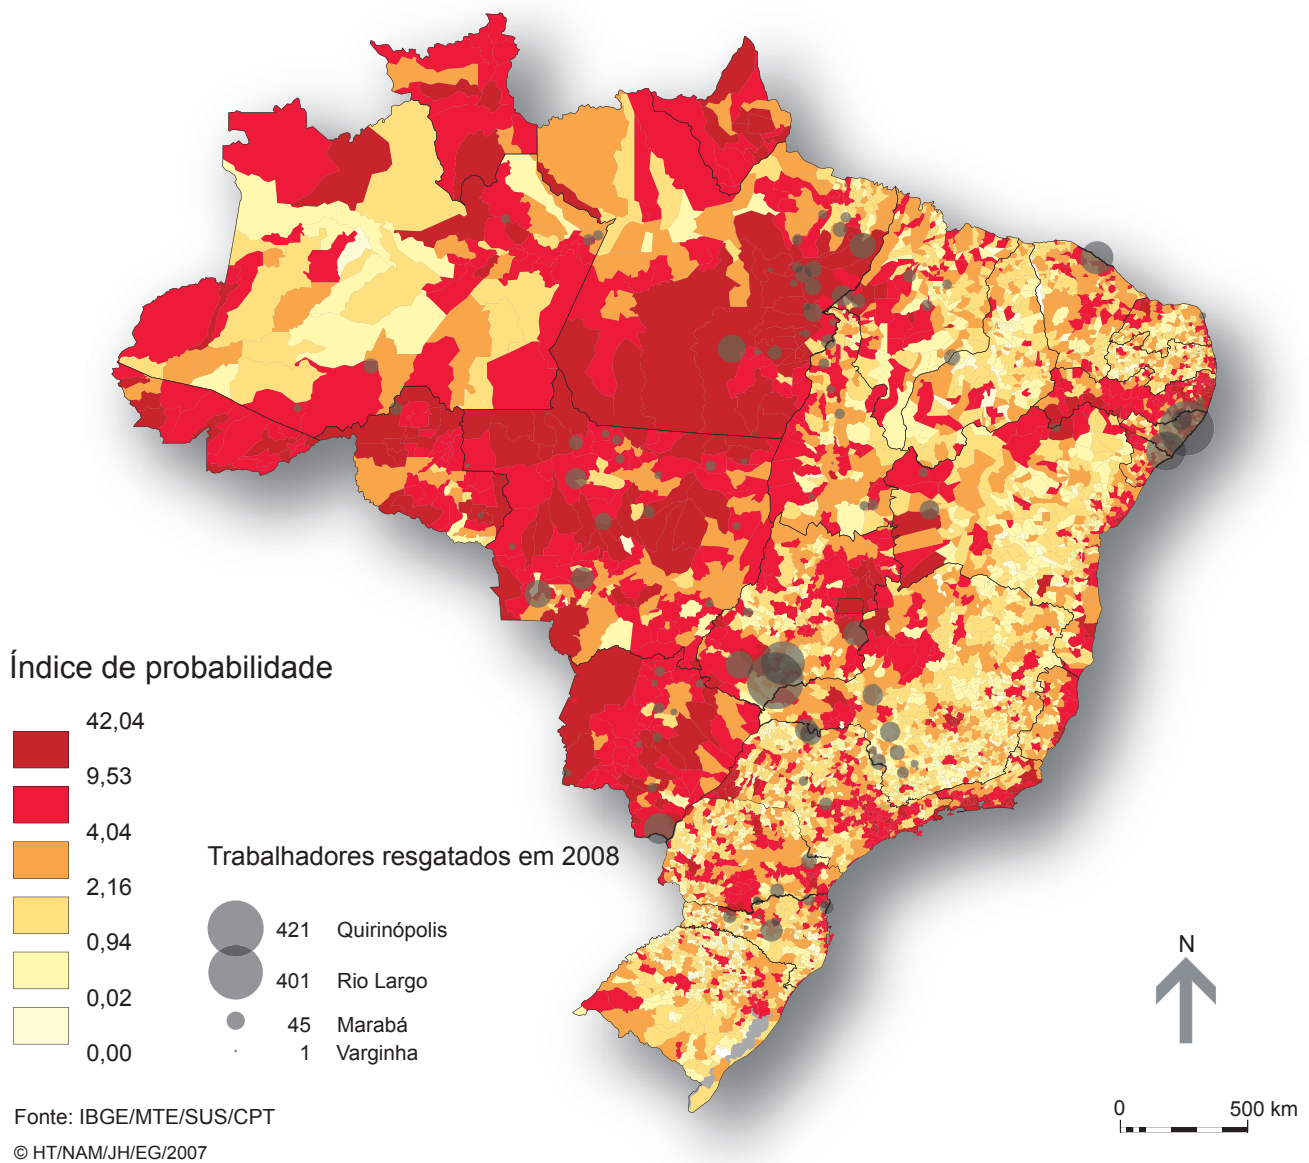 Índice de probabilidade
42,04
9,53
4,04
2,16
0,94
0,02
0,00
Trabalhadores resgatados em 2008
421 Quirinópolis
401 Rio Largo
45 Marabá
1 Varginha
N
0 500 km
Fonte: IBGE/MTE/SUS/CPT
© HT/NAM/JH/EG/2007